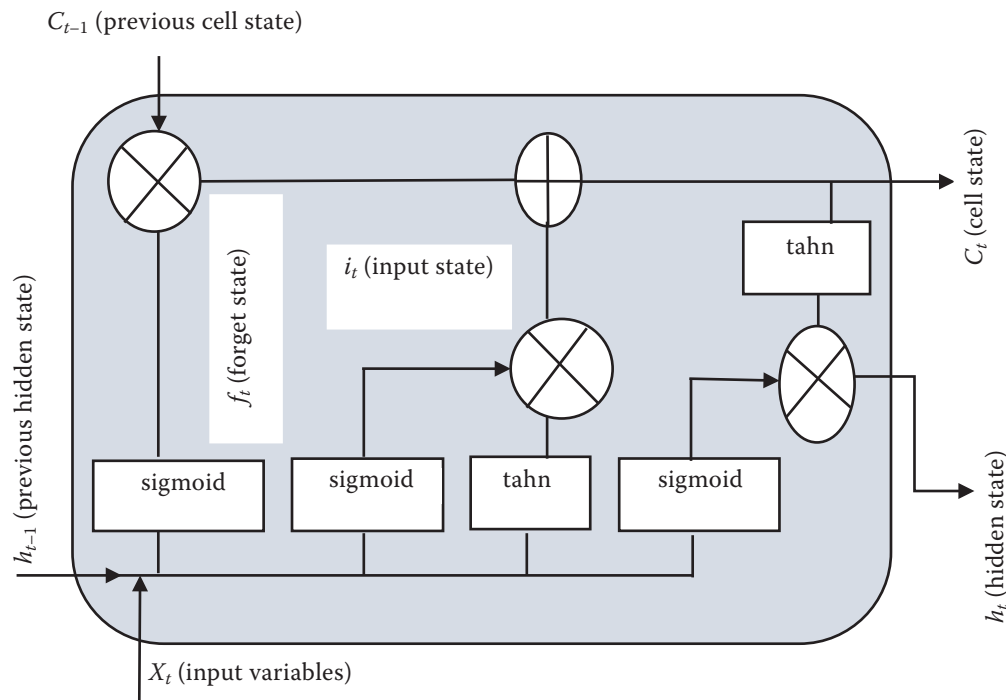 C_{t−1} (previous cell state)
C_t (cell state)
tahn
i_t (input state)
f_t (forget state)
h_{t−1} (previous hidden state)
sigmoid
sigmoid
tahn
sigmoid
h_t (hidden state)
X_t (input variables)